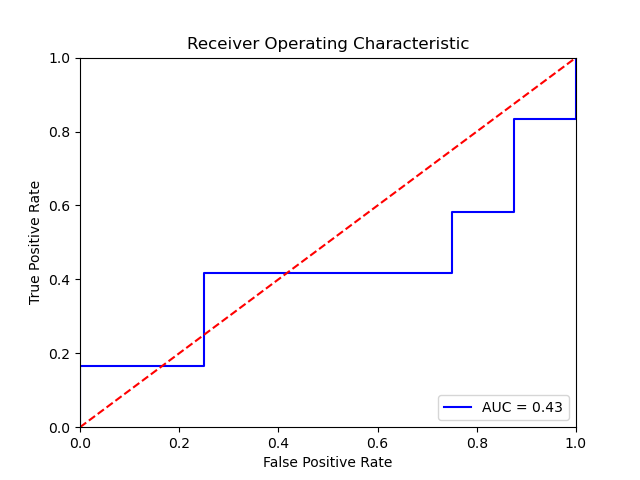 Receiver Operating Characteristic
1.0
0.8
0.6
0.4
0.2
0.0
True Positive Rate
AUC = 0.43
0.0 0.2 0.4 0.6 0.8 1.0
False Positive Rate